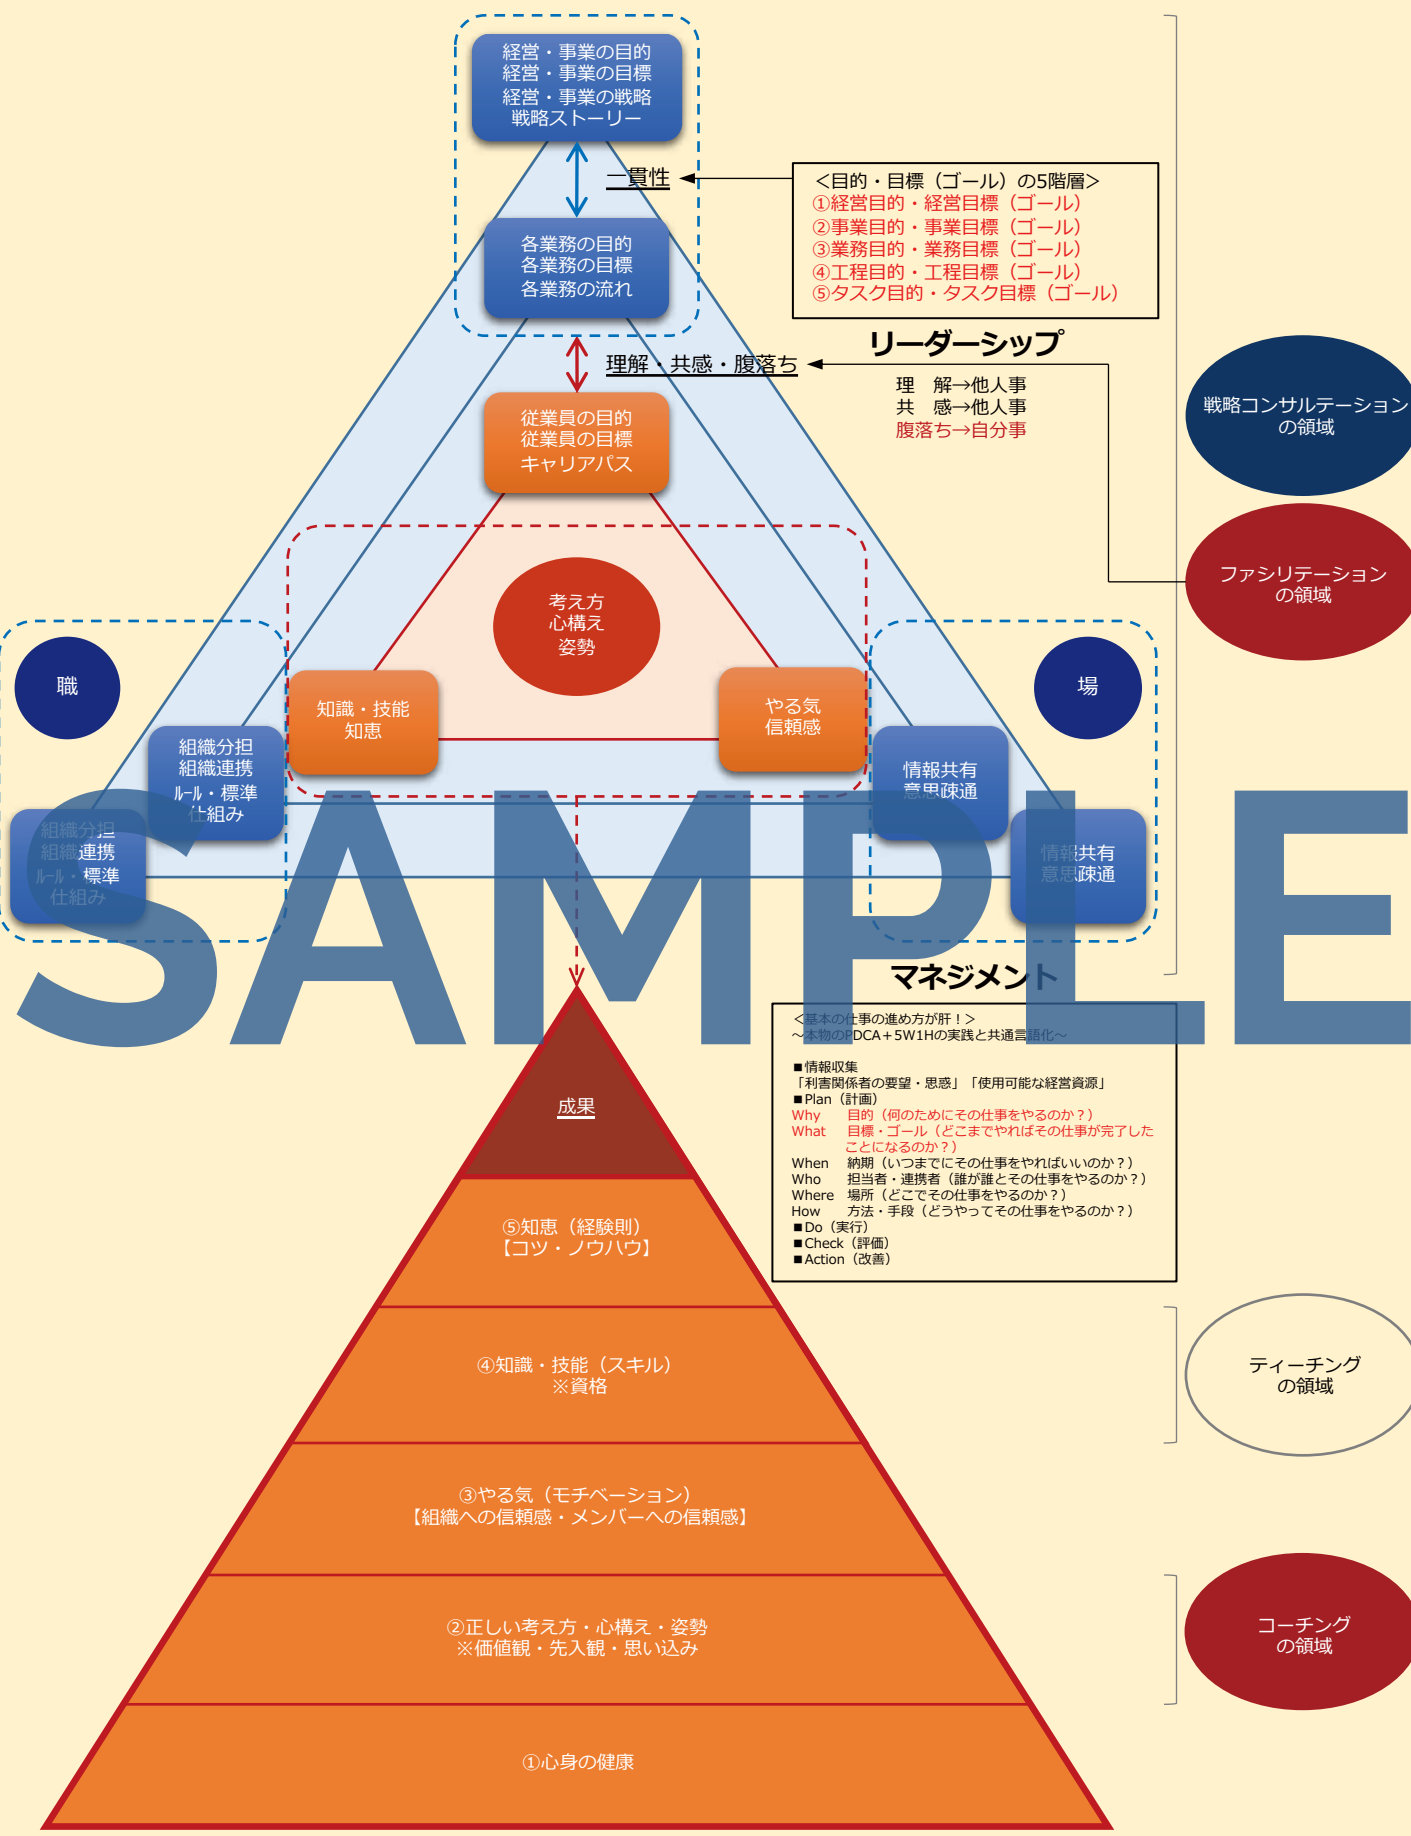 経営・事業の目的
経営・事業の目標
経営・事業の戦略
戦略ストーリー
一貫性
<目的・目標（ゴール）の5階層>
①経営目的・経営目標（ゴール）
②事業目的・事業目標（ゴール）
③業務目的・業務目標（ゴール）
④工程目的・工程目標（ゴール）
⑤タスク目的・タスク目標（ゴール）
各業務の目的
各業務の目標
各業務の流れ
リーダーシップ
理解・共感・腹落ち
理　解→他人事
共　感→他人事
腹落ち→自分事
戦略コンサルテーション
の領域
従業員の目的
従業員の目標
キャリアパス
ファシリテーション
の領域
考え方
心構え
姿勢
職
場
知識・技能
知恵
やる気
信頼感
組織分担
組織連携
ﾙｰﾙ・標準
仕組み
情報共有
意思疎通
組織分担
組織連携
ﾙｰﾙ・標準
仕組み
情報共有
意思疎通
SAMPLE
マネジメント
<基本の仕事の進め方が肝！>
～本物のPDCA＋5W1Hの実践と共通言語化～
■情報収集
「利害関係者の要望・思惑」「使用可能な経営資源」
■Plan（計画）
Why 目的（何のためにその仕事をやるのか？）
What 目標・ゴール（どこまでやればその仕事が完了した
ことになるのか？）
When 納期（いつまでにその仕事をやればいいのか？）
Who 担当者・連携者（誰が誰とその仕事をやるのか？）
Where 場所（どこでその仕事をやるのか？）
How 方法・手段（どうやってその仕事をやるのか？）
■Do（実行）
■Check（評価）
■Action（改善）
成果
⑤知恵（経験則）
【コツ・ノウハウ】
④知識・技能（スキル）
※資格
ティーチング
の領域
③やる気（モチベーション）
【組織への信頼感・メンバーへの信頼感】
②正しい考え方・心構え・姿勢
※価値観・先入観・思い込み
コーチング
の領域
①心身の健康